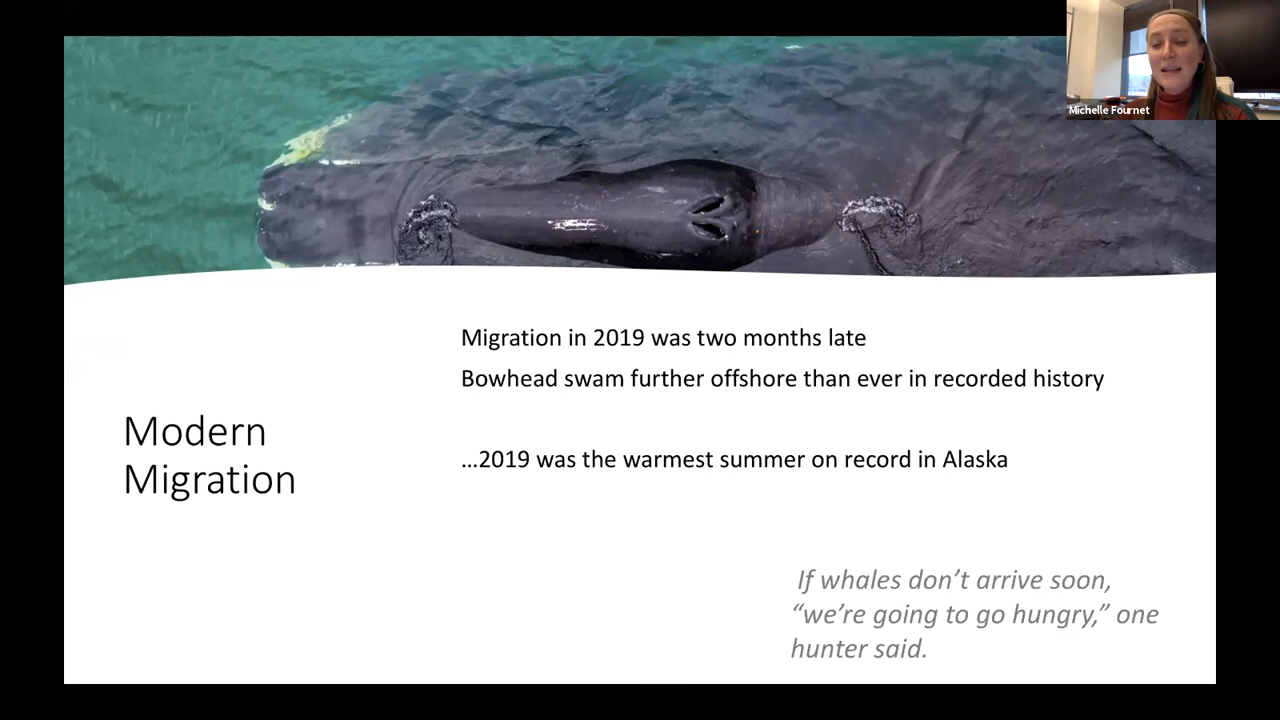 Michelle Fournet
Migration in 2019 was two months late
Bowhead swam further offshore than ever in recorded history
...2019 was the warmest summer on record in Alaska
Modern
Migration
If whales don’t arrive soon,
“we’re going to go hungry,” one
hunter said.